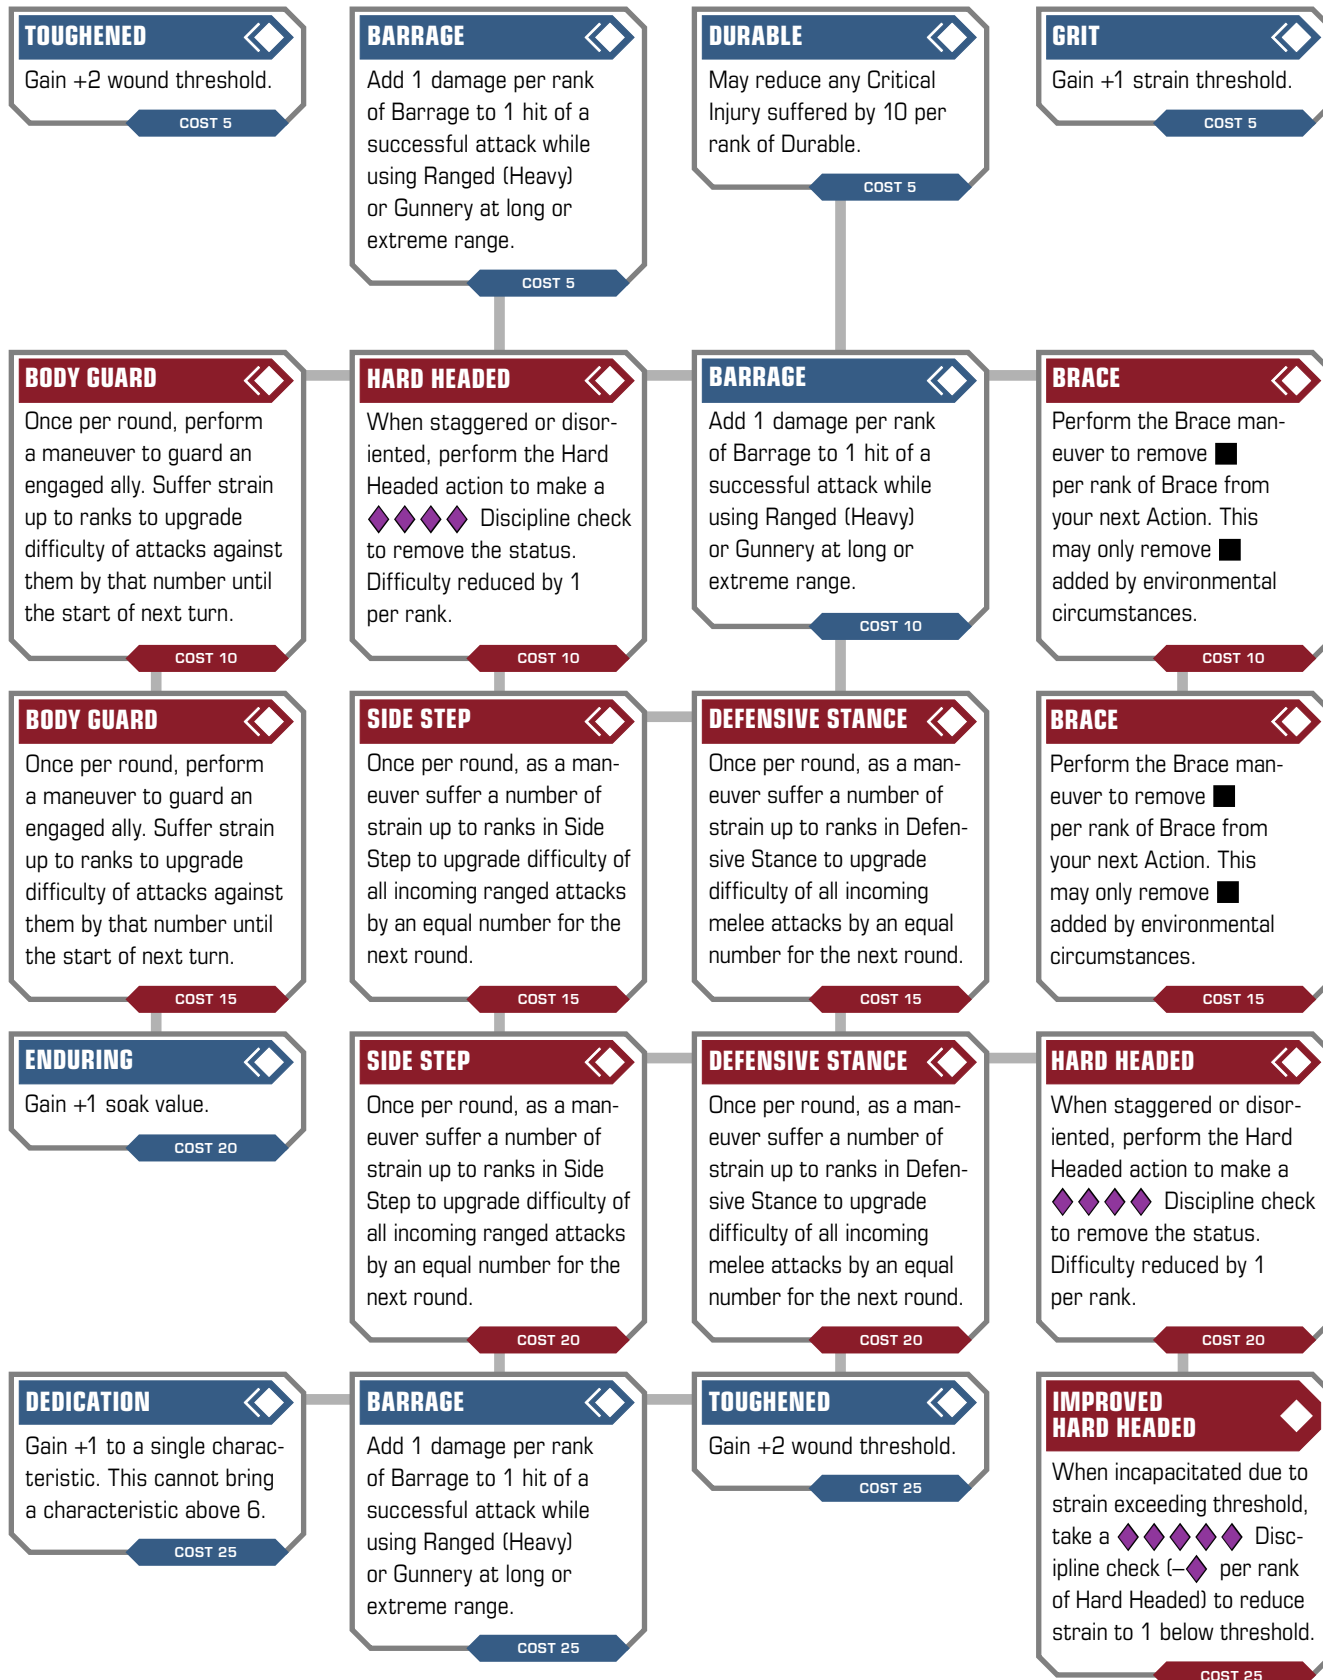 TOUGHENED
Gain +2 wound threshold.
COST 5
BARRAGE
Add 1 damage per rank
of Barrage to 1 hit of a
successful attack while
using Ranged (Heavy)
or Gunnery at long or
extreme range.
COST 5
DURABLE
May reduce any Critical
Injury suffered by 10 per
rank of Durable.
COST 5
GRIT
Gain +1 strain threshold.
COST 5
BODY GUARD
Once per round, perform
a maneuver to guard an
engaged ally. Suffer strain
up to ranks to upgrade
difficulty of attacks against
them by that number until
the start of next turn.
COST 10
HARD HEADED
When staggered or disor-
iented, perform the Hard
Headed action to make a
Discipline check
to remove the status.
Difficulty reduced by 1
per rank.
COST 10
BARRAGE
Add 1 damage per rank
of Barrage to 1 hit of a
successful attack while
using Ranged (Heavy)
or Gunnery at long or
extreme range.
COST 10
BRACE
Perform the Brace man-
euver to remove
per rank of Brace from
your next Action. This
may only remove
added by environmental
circumstances.
COST 10
BODY GUARD
Once per round, perform
a maneuver to guard an
engaged ally. Suffer strain
up to ranks to upgrade
difficulty of attacks against
them by that number until
the start of next turn.
COST 15
SIDE STEP
Once per round, as a man-
euver suffer a number of
strain up to ranks in Side
Step to upgrade difficulty of
all incoming ranged attacks
by an equal number for the
next round.
COST 15
DEFENSIVE STANCE
Once per round, as a man-
euver suffer a number of
strain up to ranks in Defen-
sive Stance to upgrade
difficulty of all incoming
melee attacks by an equal
number for the next round.
COST 15
BRACE
Perform the Brace man-
euver to remove
per rank of Brace from
your next Action. This
may only remove
added by environmental
circumstances.
COST 15
ENDURING
Gain +1 soak value.
COST 20
SIDE STEP
Once per round, as a man-
euver suffer a number of
strain up to ranks in Side
Step to upgrade difficulty of
all incoming ranged attacks
by an equal number for the
next round.
COST 20
DEFENSIVE STANCE
Once per round, as a man-
euver suffer a number of
strain up to ranks in Defen-
sive Stance to upgrade
difficulty of all incoming
melee attacks by an equal
number for the next round.
COST 20
HARD HEADED
When staggered or disor-
iented, perform the Hard
Headed action to make a
Discipline check
to remove the status.
Difficulty reduced by 1
per rank.
COST 20
DEDICATION
Gain +1 to a single charac-
teristic. This cannot bring
a characteristic above 6.
COST 25
BARRAGE
Add 1 damage per rank
of Barrage to 1 hit of a
successful attack while
using Ranged (Heavy)
or Gunnery at long or
extreme range.
COST 25
TOUGHENED
Gain +2 wound threshold.
COST 25
IMPROVED
HARD HEADED
When incapacitated due to
strain exceeding threshold,
take a Disc-
ipline check (– per rank
of Hard Headed) to reduce
strain to 1 below threshold.
COST 25